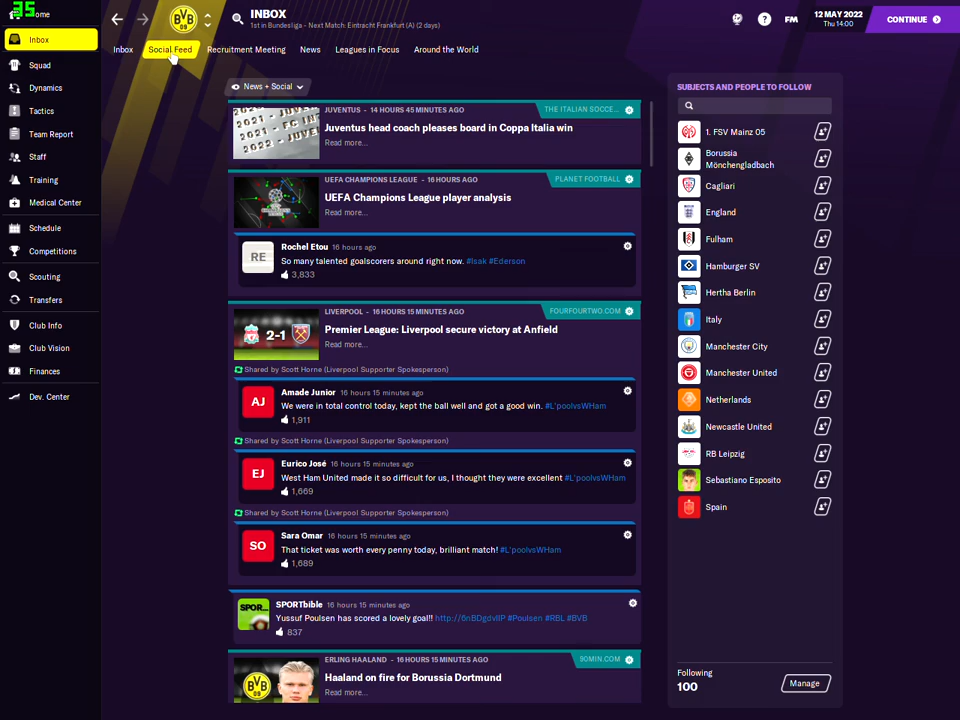 35
ome
INBOX
1st in Bundesliga - Next Match: Eintracht Frankfurt (A) (2 days)
FM
12 MAY 2022
Thu 14:00
CONTINUE
Inbox
Squad
Dynamics
Tactics
Team Report
Staff
Training
Medical Center
Schedule
Competitions
Scouting
Transfers
Club Info
Club Vision
Finances
Dev. Center
Inbox Social Feed Recruitment Meeting News Leagues in Focus Around the World
News + Social
JUVENTUS - 14 HOURS 45 MINUTES AGO
THE ITALIAN SOCCE...
Juventus head coach pleases board in Coppa Italia win
Read more...
UEFA CHAMPIONS LEAGUE - 16 HOURS AGO
PLANET FOOTBALL
UEFA Champions League player analysis
Read more...
RE
Rochel Etou 16 hours ago
So many talented goalscorers around right now. #Isak #Ederson
3,833
LIVERPOOL - 16 HOURS 15 MINUTES AGO
FOURFOURTWO.COM
2-1
Premier League: Liverpool secure victory at Anfield
Read more...
Shared by Scott Horne (Liverpool Supporter Spokesperson)
AJ
Amade Junior 16 hours 15 minutes ago
We were in total control today, kept the ball well and got a good win. #L'poolvsWHam
1,911
Shared by Scott Horne (Liverpool Supporter Spokesperson)
EJ
Eurico José 16 hours 15 minutes ago
West Ham United made it so difficult for us, I thought they were excellent #L'poolvsWHam
1,669
Shared by Scott Horne (Liverpool Supporter Spokesperson)
SO
Sara Omar 16 hours 15 minutes ago
That ticket was worth every penny today, brilliant match! #L'poolvsWHam
1,689
SPOR...
SPORTbible 16 hours 15 minutes ago
Yussuf Poulsen has scored a lovely goal!! #Poulsen #RBL #BVB
837
ERLING HAALAND - 16 HOURS 15 MINUTES AGO
90MIN.COM
BVB
09
Haaland on fire for Borussia Dortmund
Read more...
SUBJECTS AND PEOPLE TO FOLLOW
1. FSV Mainz 05
Borussia
Mönchengladbach
Cagliari
England
Fulham
Hamburger SV
Hertha Berlin
Italy
Manchester City
Manchester United
Netherlands
Newcastle United
RB Leipzig
Sebastiano Esposito
Spain
Following
100
Manage